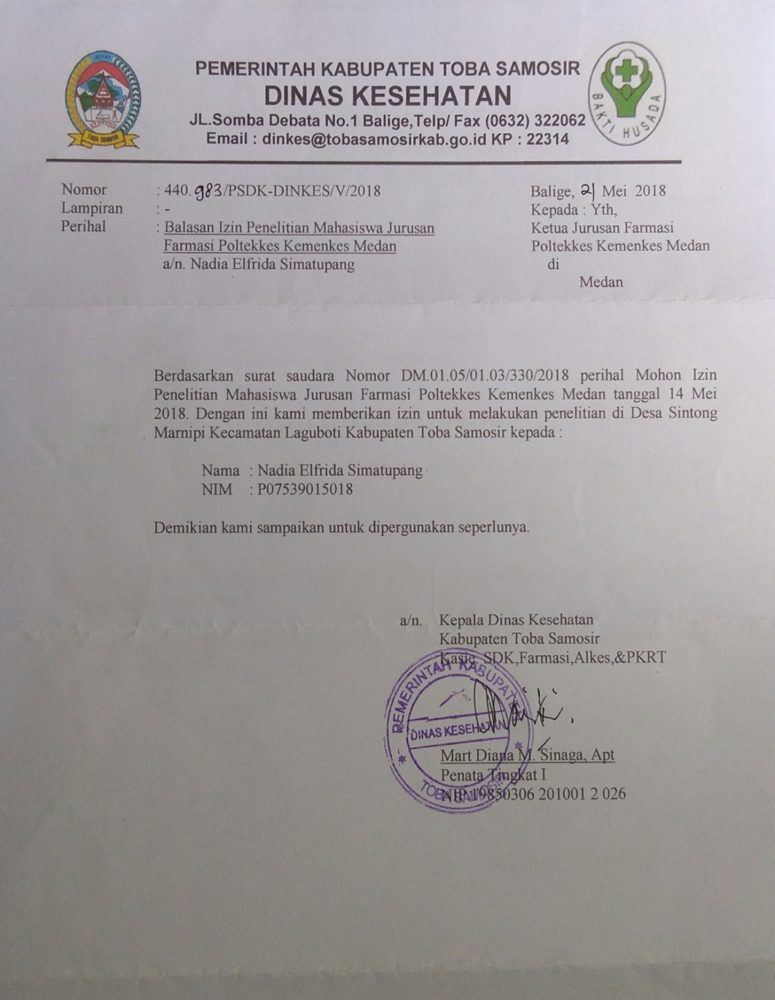 PEMERINTAH KABUPATEN TOBA SAMOSIR
DINAS KESEHATAN
JL.Somba Debata No.1 Balige,Telp/ Fax (0632) 322062
Email : dinkes@tobasamosirkab.go.id KP : 22314
TOBA SAMOSIR
BAKTI HUSADA
Nomor : 440.983/PSDK-DINKES/V/2018
Lampiran : -
Perihal : Balasan Izin Penelitian Mahasiswa Jurusan
Farmasi Poltekkes Kemenkes Medan
a/n. Nadia Elfrida Simatupang
Balige, 21 Mei 2018
Kepada : Yth,
Ketua Jurusan Farmasi
Poltekkes Kemenkes Medan
di
Medan
Berdasarkan surat saudara Nomor DM.01.05/01.03/330/2018 perihal Mohon Izin
Penelitian Mahasiswa Jurusan Farmasi Poltekkes Kemenkes Medan tanggal 14 Mei
2018. Dengan ini kami memberikan izin untuk melakukan penelitian di Desa Sintong
Marnipi Kecamatan Laguboti Kabupaten Toba Samosir kepada :
Nama : Nadia Elfrida Simatupang
NIM : P07539015018
Demikian kami sampaikan untuk dipergunakan seperlunya.
a/n. Kepala Dinas Kesehatan
Kabupaten Toba Samosir
Kasie. SDK,Farmasi,Alkes,&PKRT
PEMERINTAH KABUPATEN
DINAS KESEHATAN
TOBA SAMOSIR
Mart Diana M. Sinaga, Apt
Penata Tingkat I
NIP 19850306 201001 2 026